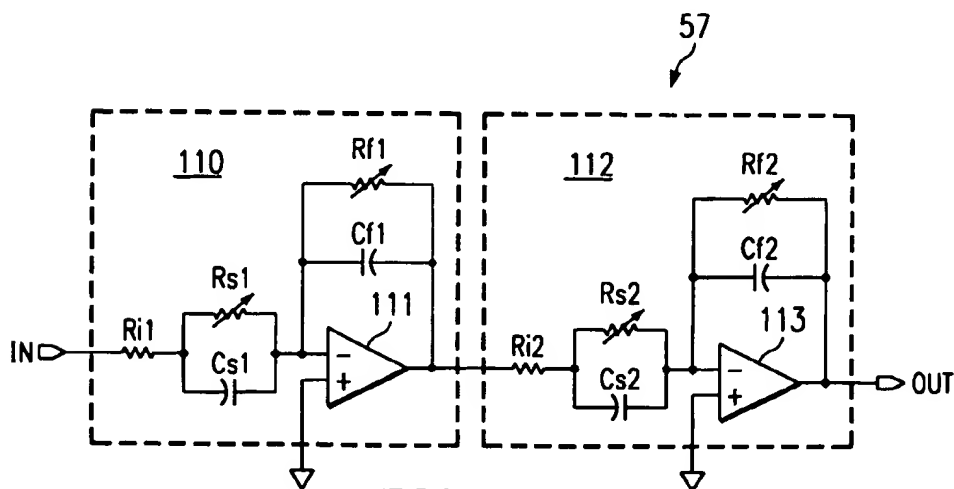 57
110
Rf1
Cf1
Rs1
111
IN
Ri1
Cs1
-
+
112
Rf2
Cf2
Rs2
113
Ri2
Cs2
-
+
OUT